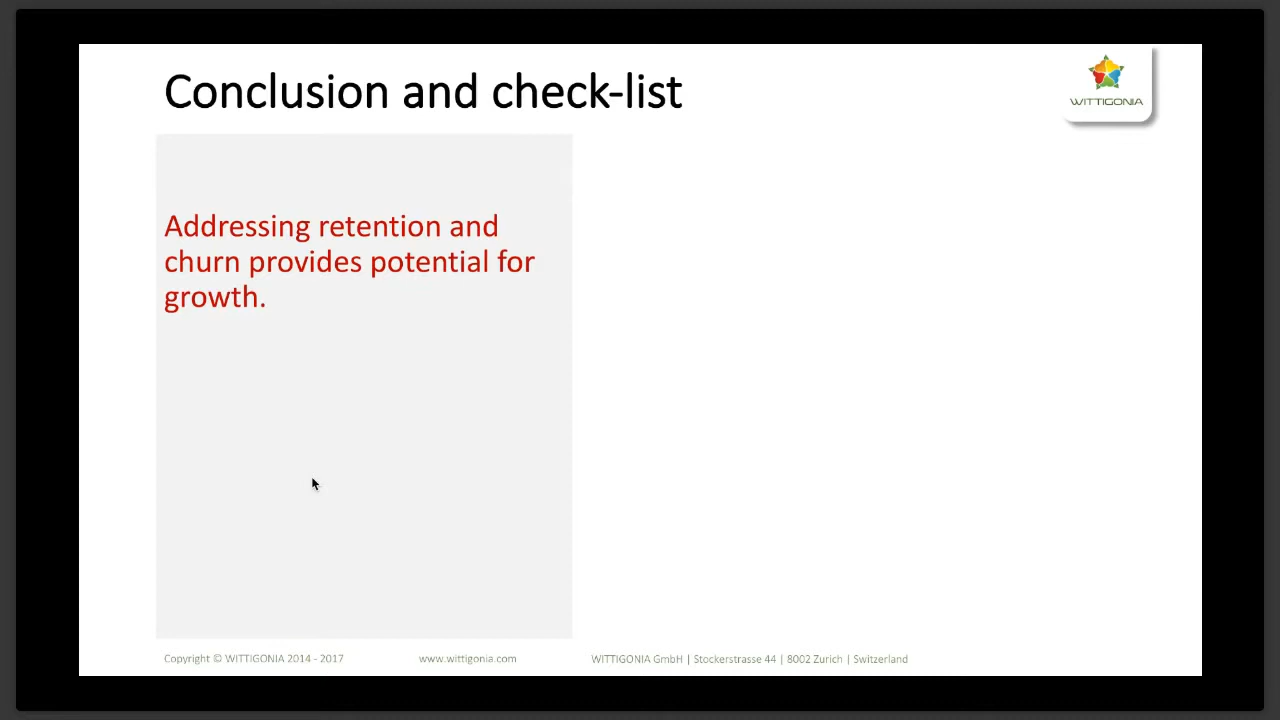 Conclusion and check-list
WITTIGONIA
Addressing retention and
churn provides potential for
growth.
Copyright © WITTIGONIA 2014 - 2017
www.wittigonia.com
WITTIGONIA GmbH | Stockerstrasse 44 | 8002 Zurich | Switzerland